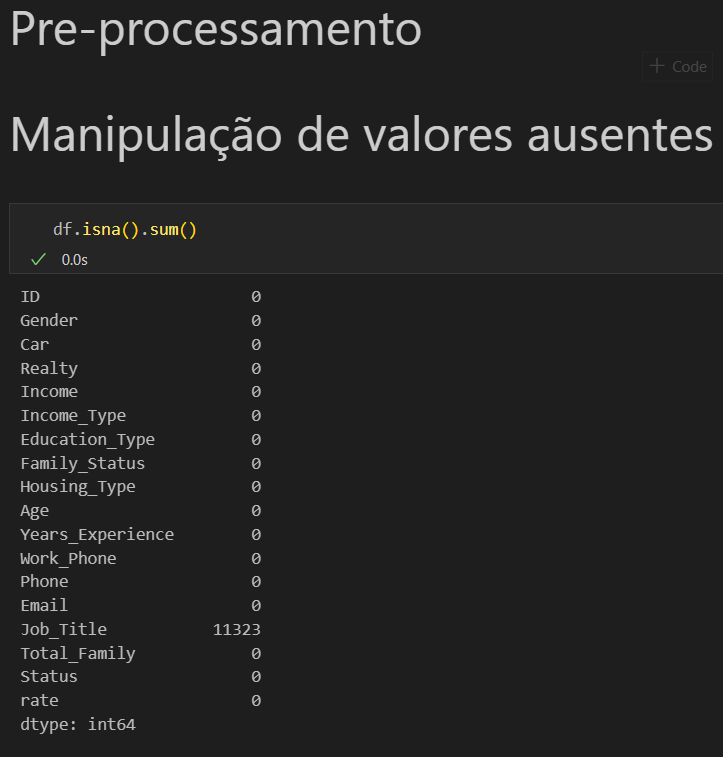 Pre-processamento
+ Code
Manipulação de valores ausentes
df.isna().sum()
0.0s
ID 0
Gender 0
Car 0
Realty 0
Income 0
Income_Type 0
Education_Type 0
Family_Status 0
Housing_Type 0
Age 0
Years_Experience 0
Work_Phone 0
Phone 0
Email 0
Job_Title 11323
Total_Family 0
Status 0
rate 0
dtype: int64